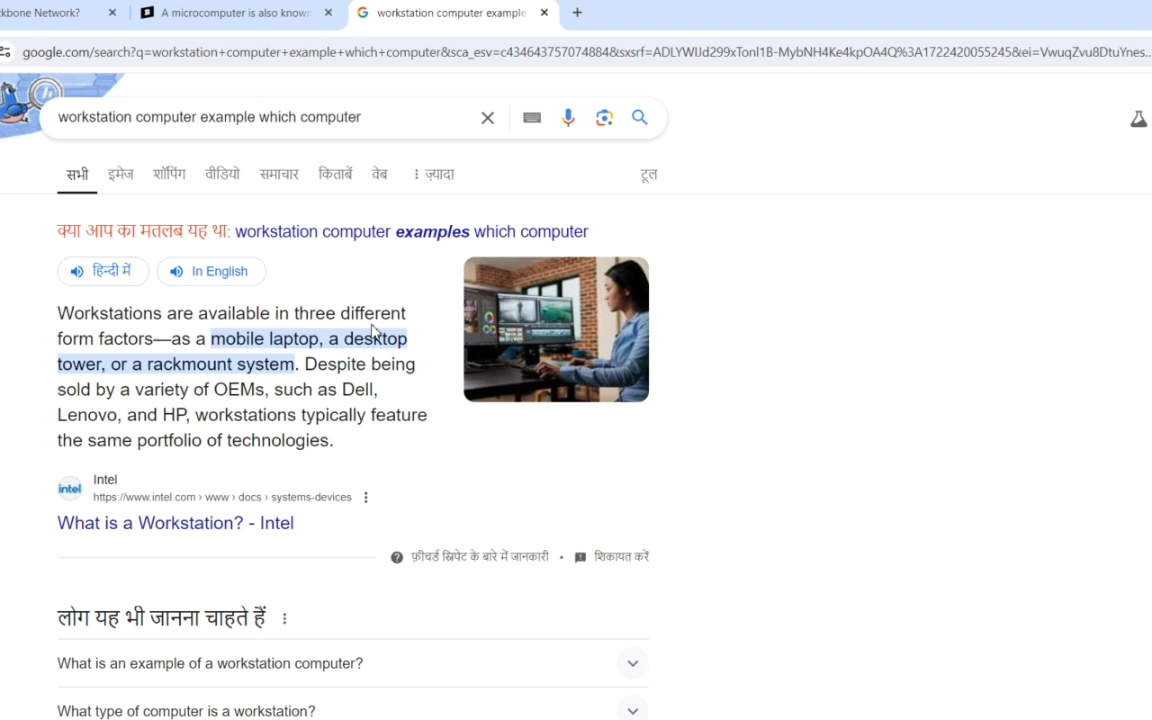 ckbone Network?
A microcomputer is also known
workstation computer example
google.com/search?q=workstation+computer+example+which+computer&sca_esv=c4346437570748848&sxsrf=ADLYWIJd299xTonl1B-MybNH4Ke4kpOA4Q%3A1722420055245&ei=VwuqZvu8DtuYnes...
workstation computer example which computer
सभी इमेज शॉपिंग वीडियो समाचार किताबें वेब ज़्यादा टूल
क्या आप का मतलब यह था: workstation computer examples which computer
हिन्दी में In English
Workstations are available in three different
form factors—as a mobile laptop, a desktop
tower, or a rackmount system. Despite being
sold by a variety of OEMs, such as Dell,
Lenovo, and HP, workstations typically feature
the same portfolio of technologies.
intel
Intel
https://www.intel.com › www › docs › systems-devices
What is a Workstation? - Intel
फ़ीचर्ड स्निपेट के बारे में जानकारी • शिकायत करें
लोग यह भी जानना चाहते हैं
What is an example of a workstation computer?
What type of computer is a workstation?